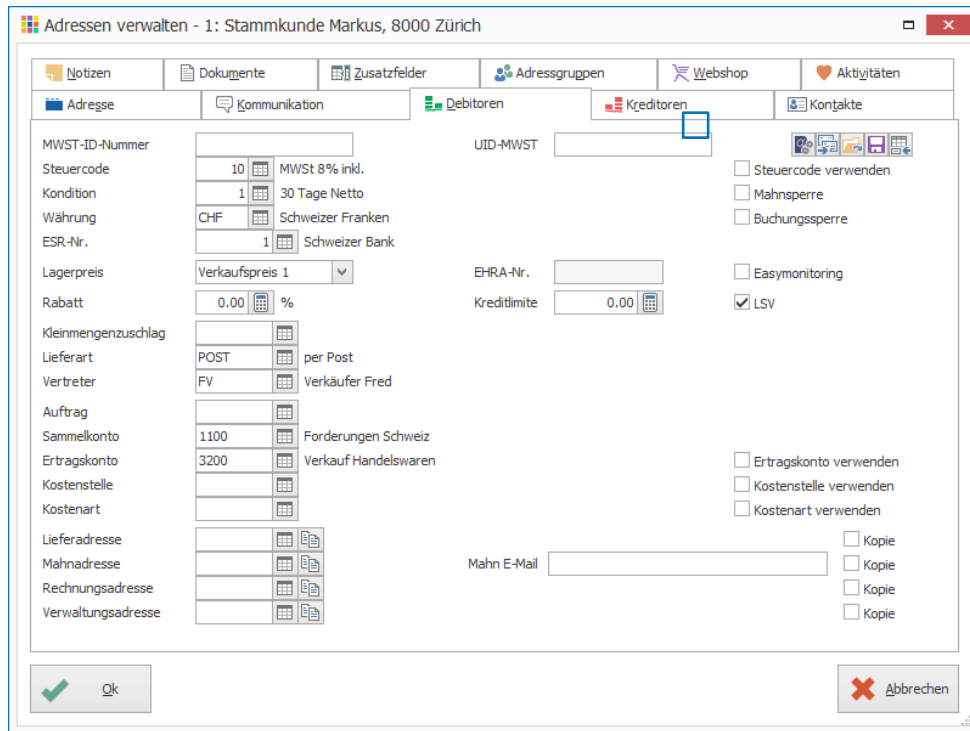 Adressen verwalten - 1: Stammkunde Markus, 8000 Zürich
Notizen Dokumente Zusatzfelder Adressgruppen Webshop Aktivitäten
Adresse Kommunikation Debitoren Kreditoren Kontakte
MWST-ID-Nummer UID-MWST
Steuercode 10 MWSt 8% inkl. Steuercode verwenden
Kondition 1 30 Tage Netto Mahnsperre
Währung CHF Schweizer Franken Buchungssperre
ESR-Nr. 1 Schweizer Bank
Lagerpreis Verkaufspreis 1 EHRA-Nr. Easymonitoring
Rabatt 0.00 % Kreditlimite 0.00 LSV
Kleinmengenzuschlag
Lieferart POST per Post
Vertreter FV Verkäufer Fred
Auftrag
Sammelkonto 1100 Forderungen Schweiz
Ertragskonto 3200 Verkauf Handelswaren Ertragskonto verwenden
Kostenstelle Kostenstelle verwenden
Kostenart Kostenart verwenden
Lieferadresse Kopie
Mahnadresse Mahn E-Mail Kopie
Rechnungsadresse Kopie
Verwaltungsadresse Kopie
Ok Abbrechen